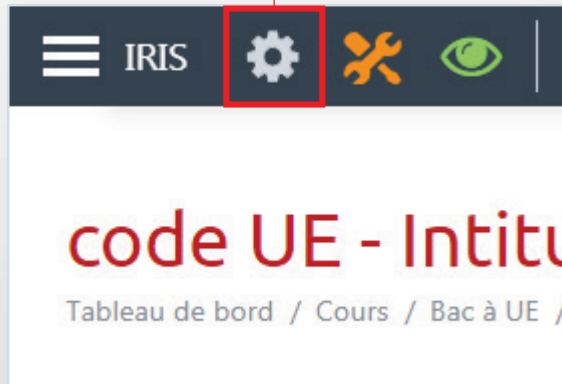 IRIS
code UE - Intitu
Tableau de bord / Cours / Bac à UE /